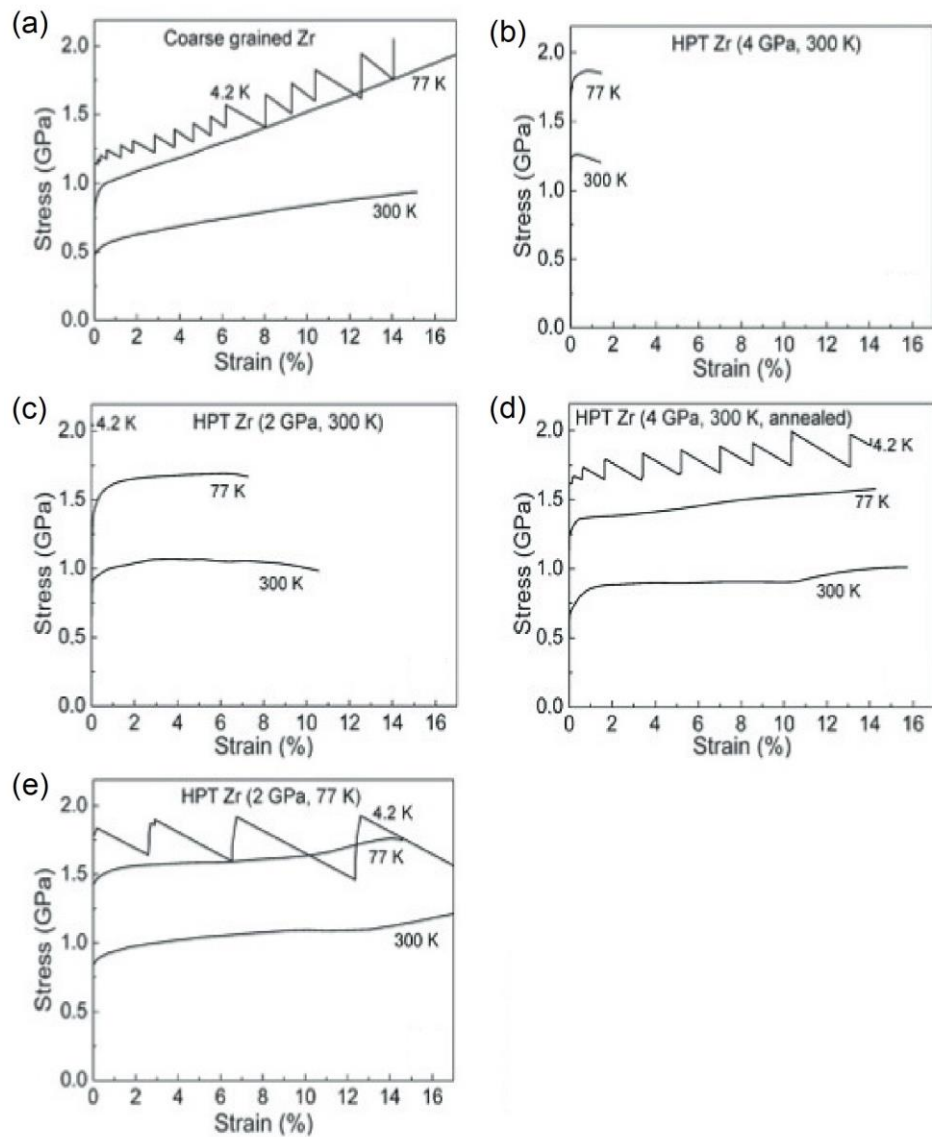 (a)
Coarse grained Zr
2.0
1.5
1.0
0.5
0.0
Stress (GPa)
4.2 K
77 K
300 K
0 2 4 6 8 10 12 14 16
Strain (%)
(b)
HPT Zr (4 GPa, 300 K)
2.0
1.5
1.0
0.5
0.0
Stress (GPa)
77 K
300 K
0 2 4 6 8 10 12 14 16
Strain (%)
(c)
HPT Zr (2 GPa, 300 K)
2.0
1.5
1.0
0.5
0.0
Stress (GPa)
4.2 K
77 K
300 K
0 2 4 6 8 10 12 14 16
Strain (%)
(d)
HPT Zr (4 GPa, 300 K, annealed)
2.0
1.5
1.0
0.5
0.0
Stress (GPa)
4.2 K
77 K
300 K
0 2 4 6 8 10 12 14 16
Strain (%)
(e)
HPT Zr (2 GPa, 77 K)
2.0
1.5
1.0
0.5
0.0
Stress (GPa)
4.2 K
77 K
300 K
0 2 4 6 8 10 12 14 16
Strain (%)